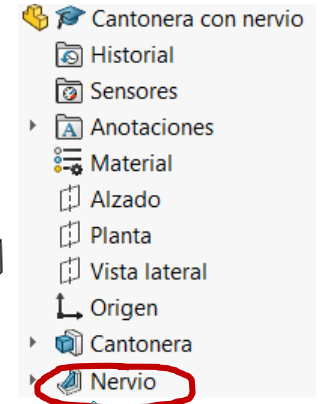 Cantonera con nervio
Historial
Sensores
Anotaciones
Material
Alzado
Planta
Vista lateral
Origen
Cantonera
Nervio